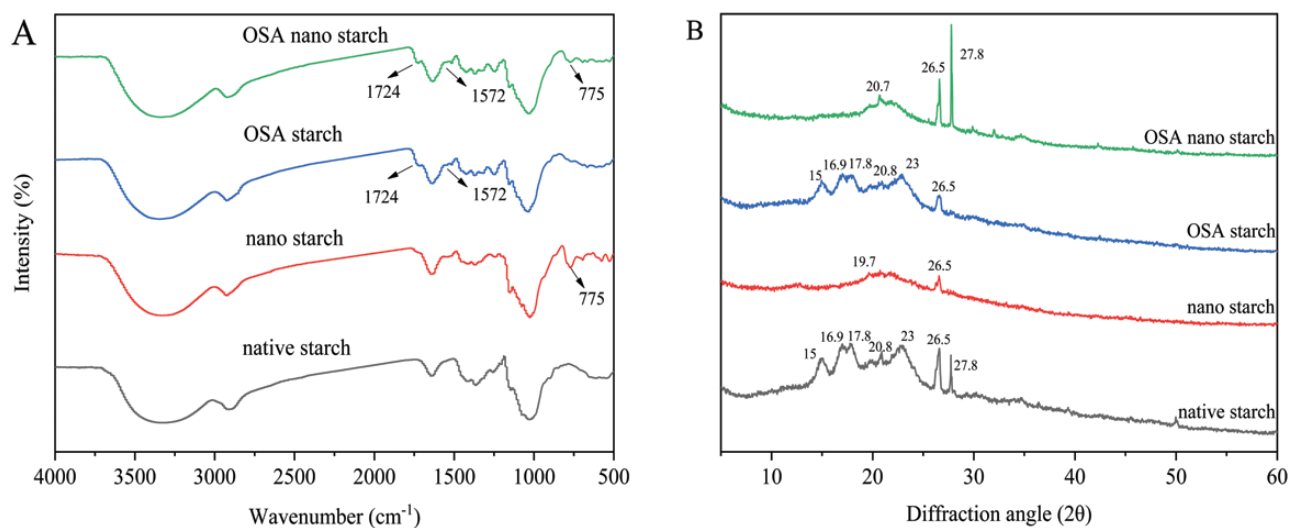 A
OSA nano starch
1724
1572
775
OSA starch
1724
1572
nano starch
775
native starch
Intensity (%)
4000 3500 3000 2500 2000 1500 1000 500
Wavenumber (cm⁻¹)
B
27.8
26.5
20.7
OSA nano starch
15 16.9 17.8 20.8 23
26.5
OSA starch
19.7 26.5
nano starch
15 16.9 17.8 20.8 23 26.5
27.8
native starch
10 20 30 40 50 60
Diffraction angle (2θ)